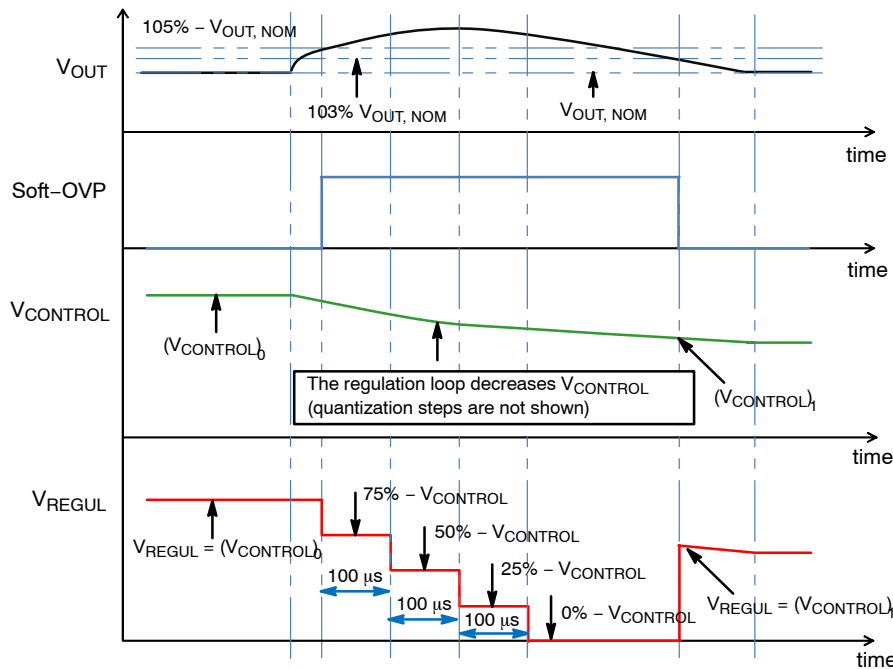 105% – VOUT, NOM
VOUT
103% VOUT, NOM
VOUT, NOM
time
Soft–OVP
time
VCONTROL
(VCONTROL)0
The regulation loop decreases VCONTROL
(quantization steps are not shown)
(VCONTROL)1
time
VREGUL
75% – VCONTROL
50% – VCONTROL
VREGUL = (VCONTROL)0
25% – VCONTROL
100 µs
100 µs
100 µs
0% – VCONTROL
VREGUL = (VCONTROL)1
time